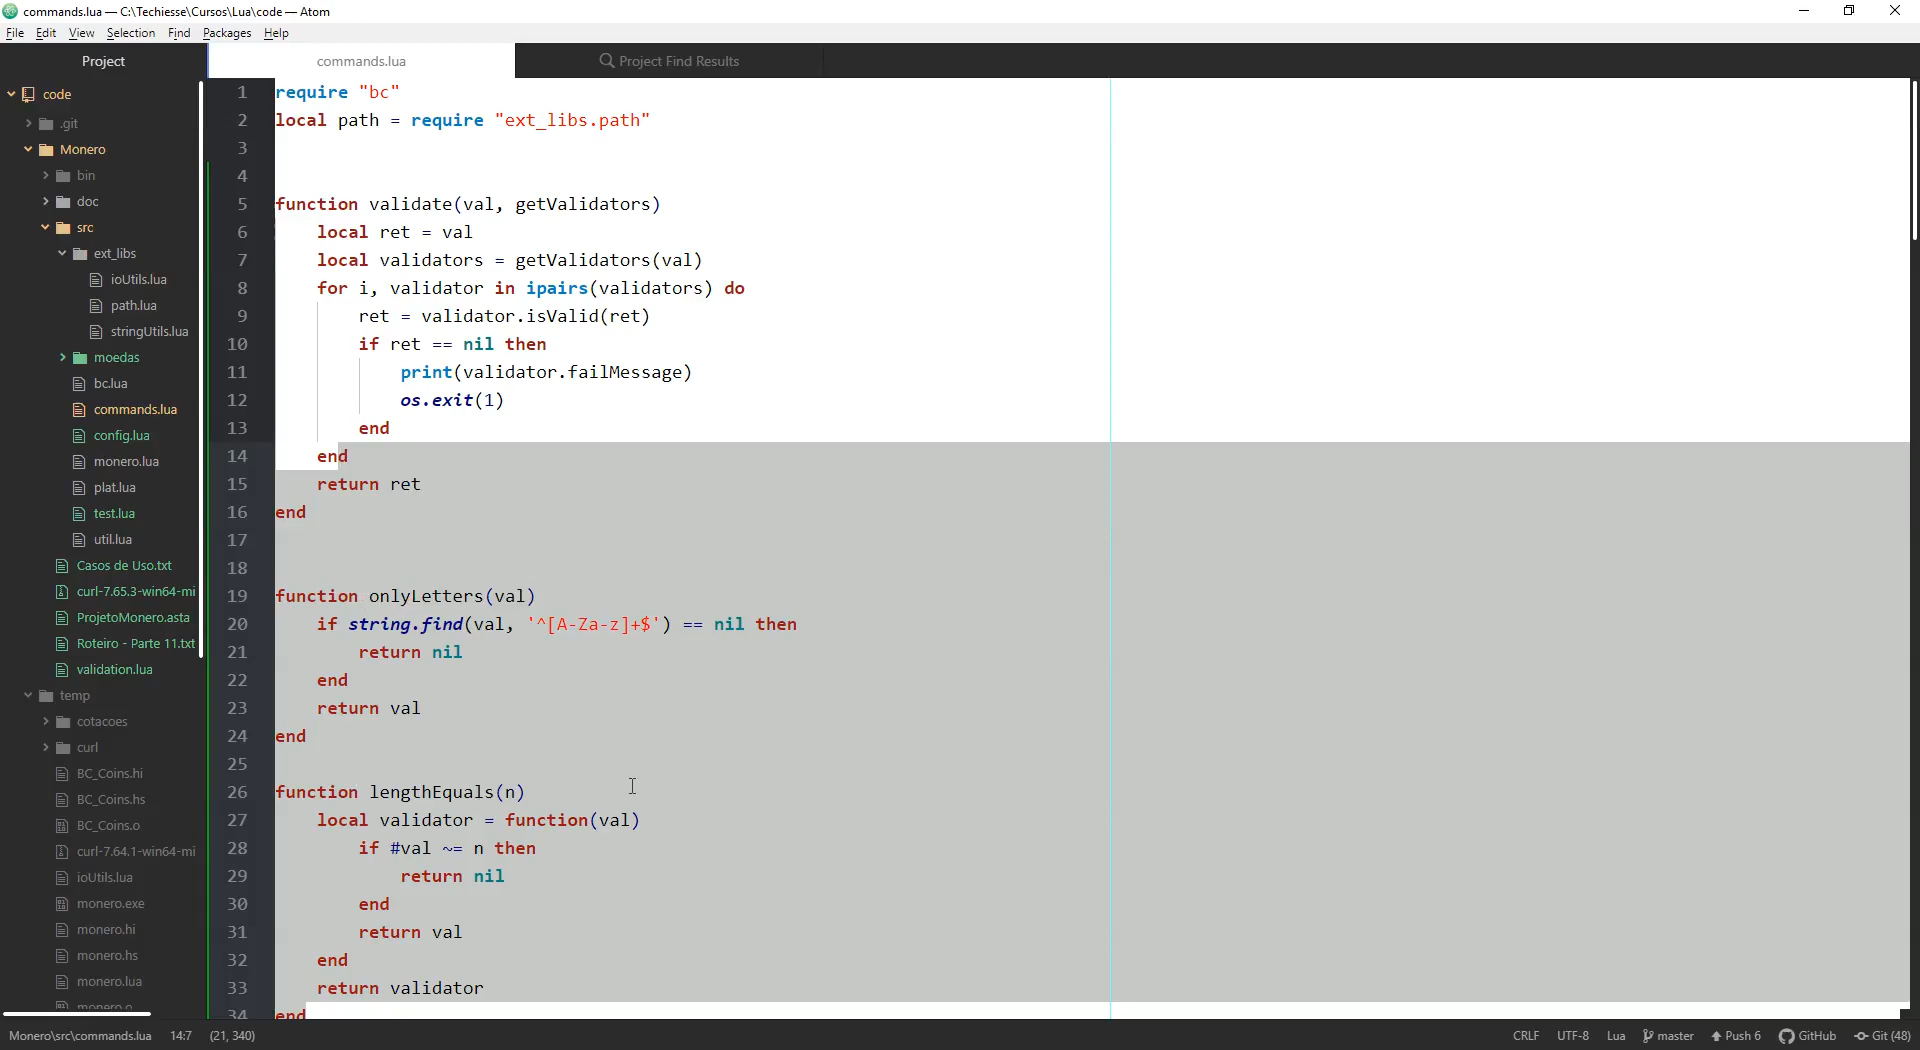 commands.lua — C:\Techiesse\Cursos\Lua\code — Atom
File Edit View Selection Find Packages Help
Project
commands.lua
Project Find Results
code
.git
Monero
bin
doc
src
ext_libs
ioUtils.lua
path.lua
stringUtils.lua
moedas
bc.lua
commands.lua
config.lua
monero.lua
plat.lua
test.lua
util.lua
Casos de Uso.txt
curl-7.65.3-win64-mi
ProjetoMonero.asta
Roteiro - Parte 11.txt
validation.lua
temp
cotacoes
curl
BC_Coins.hi
BC_Coins.hs
BC_Coins.o
curl-7.64.1-win64-mi
ioUtils.lua
monero.exe
monero.hi
monero.hs
monero.lua
monero.o
1 require "bc"
2 local path = require "ext_libs.path"
3
4
5 function validate(val, getValidators)
6 local ret = val
7 local validators = getValidators(val)
8 for i, validator in ipairs(validators) do
9 ret = validator.isValid(ret)
10 if ret == nil then
11 print(validator.failMessage)
12 os.exit(1)
13 end
14 end
15 return ret
16 end
17
18
19 function onlyLetters(val)
20 if string.find(val, '^[A-Za-z]+$') == nil then
21 return nil
22 end
23 return val
24 end
25
26 function lengthEquals(n)
27 local validator = function(val)
28 if #val ~= n then
29 return nil
30 end
31 return val
32 end
33 return validator
34 end
Monero\src\commands.lua 14:7 (21, 340) CRLF UTF-8 Lua master Push 6 GitHub Git (48)